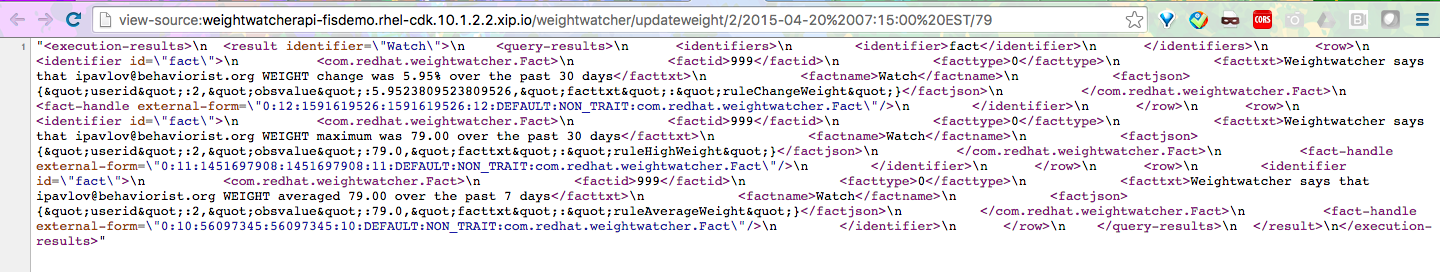 view-source:weightwatcherapi-fisdemo.rhel-cdk.10.1.2.2.xip.io/weightwatcher/updateweight/2/2015-04-20%2007:15:00%20EST/79
CORS
B
1 "<execution-results>\n  <result identifier=\"Watch\">\n    <query-results>\n      <identifiers>\n        <identifier>fact</identifier>\n      </identifiers>\n      <row>\n
<identifier id=\"fact\">\n          <com.redhat.weightwatcher.Fact>\n            <factid>999</factid>\n            <facttype>0</facttype>\n            <facttxt>Weightwatcher says
that ipavlov@behaviorist.org WEIGHT change was 5.95% over the past 30 days</facttxt>\n            <factname>Watch</factname>\n            <factjson>
{&quot;userid&quot;:2,&quot;obsvalue&quot;:5.9523809523809526,&quot;facttxt&quot;:&quot;ruleChangeWeight&quot;}</factjson>\n          </com.redhat.weightwatcher.Fact>\n
<fact-handle external-form=\"0:12:1591619526:1591619526:12:DEFAULT:NON_TRAIT:com.redhat.weightwatcher.Fact\"/>\n        </identifier>\n      </row>\n      <row>\n
<identifier id=\"fact\">\n          <com.redhat.weightwatcher.Fact>\n            <factid>999</factid>\n            <facttype>0</facttype>\n            <facttxt>Weightwatcher says
that ipavlov@behaviorist.org WEIGHT maximum was 79.00 over the past 30 days</facttxt>\n            <factname>Watch</factname>\n            <factjson>
{&quot;userid&quot;:2,&quot;obsvalue&quot;:79.0,&quot;facttxt&quot;:&quot;ruleHighWeight&quot;}</factjson>\n          </com.redhat.weightwatcher.Fact>\n          <fact-handle
external-form=\"0:11:1451697908:1451697908:11:DEFAULT:NON_TRAIT:com.redhat.weightwatcher.Fact\"/>\n        </identifier>\n      </row>\n      <row>\n        <identifier
id=\"fact\">\n          <com.redhat.weightwatcher.Fact>\n            <factid>999</factid>\n            <facttype>0</facttype>\n            <facttxt>Weightwatcher says that
ipavlov@behaviorist.org WEIGHT averaged 79.00 over the past 7 days</facttxt>\n            <factname>Watch</factname>\n            <factjson>
{&quot;userid&quot;:2,&quot;obsvalue&quot;:79.0,&quot;facttxt&quot;:&quot;ruleAverageWeight&quot;}</factjson>\n          </com.redhat.weightwatcher.Fact>\n          <fact-handle
external-form=\"0:10:56097345:56097345:10:DEFAULT:NON_TRAIT:com.redhat.weightwatcher.Fact\"/>\n        </identifier>\n      </row>\n    </query-results>\n  </result>\n</execution-
results>"